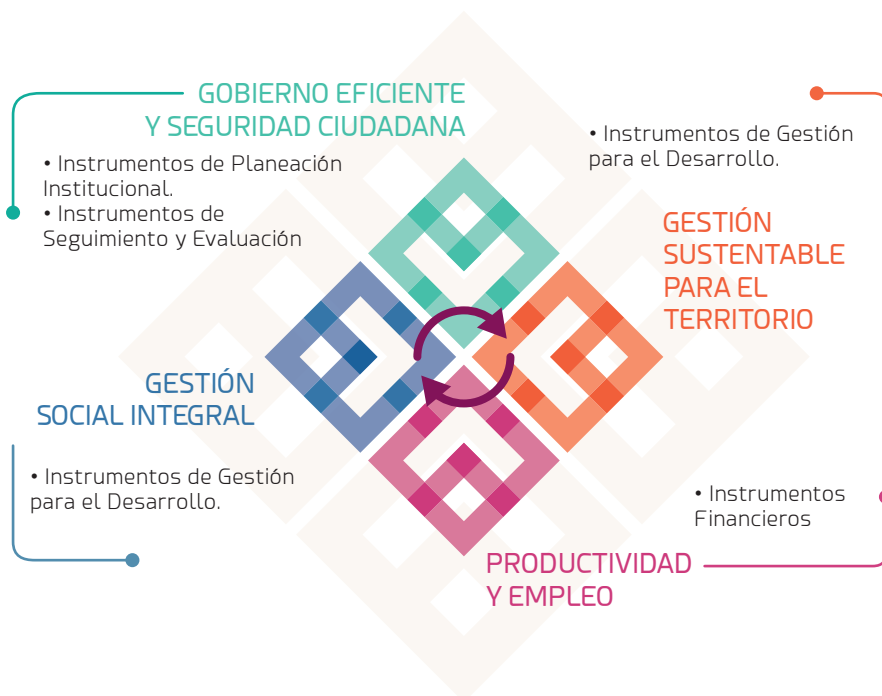 GOBIERNO EFICIENTE
Y SEGURIDAD CIUDADANA
• Instrumentos de Planeación
Institucional.
• Instrumentos de
Seguimiento y Evaluación
• Instrumentos de Gestión
para el Desarrollo.
GESTIÓN
SUSTENTABLE
PARA EL
TERRITORIO
GESTIÓN
SOCIAL INTEGRAL
• Instrumentos de Gestión
para el Desarrollo.
• Instrumentos
Financieros
PRODUCTIVIDAD
Y EMPLEO